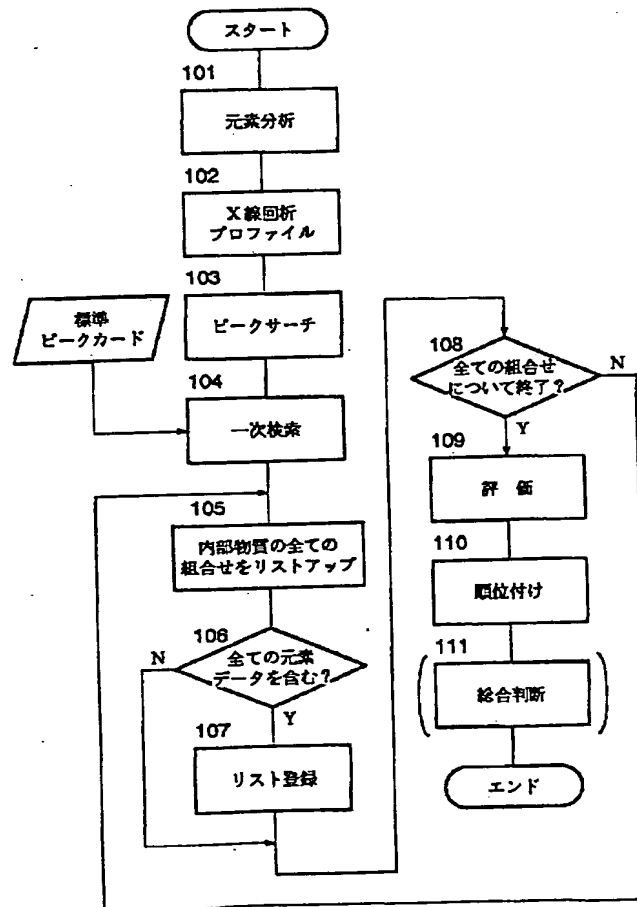 スタート
101
元素分析
102
X線回析
プロファイル
103
ピークサーチ
標準
ピークカード
104
一次検索
105
内部物質の全ての
組合せをリストアップ
106
全ての元素
データを含む?
N
Y
107
リスト登録
108
全ての組合せ
について終了?
N
Y
109
評 価
110
順位付け
111
総合判断
エンド